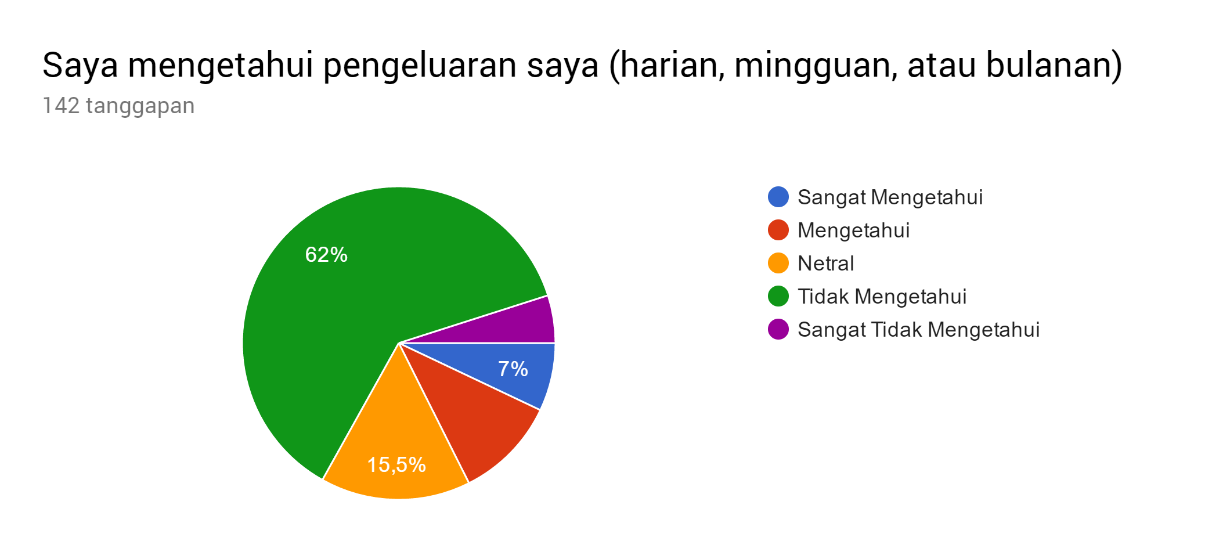 Saya mengetahui pengeluaran saya (harian, mingguan, atau bulanan)
142 tanggapan
62%
7%
15,5%
Sangat Mengetahui
Mengetahui
Netral
Tidak Mengetahui
Sangat Tidak Mengetahui